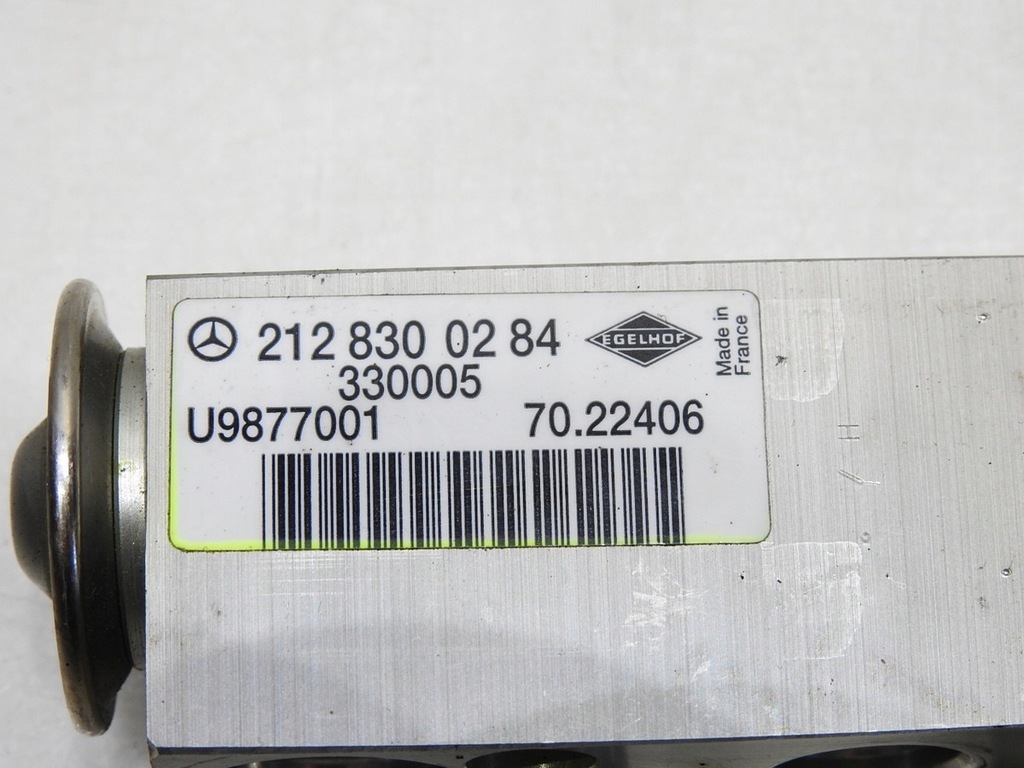 212 830 02 84
EGELHOF
Made in
France
330005
U9877001 70.22406
H